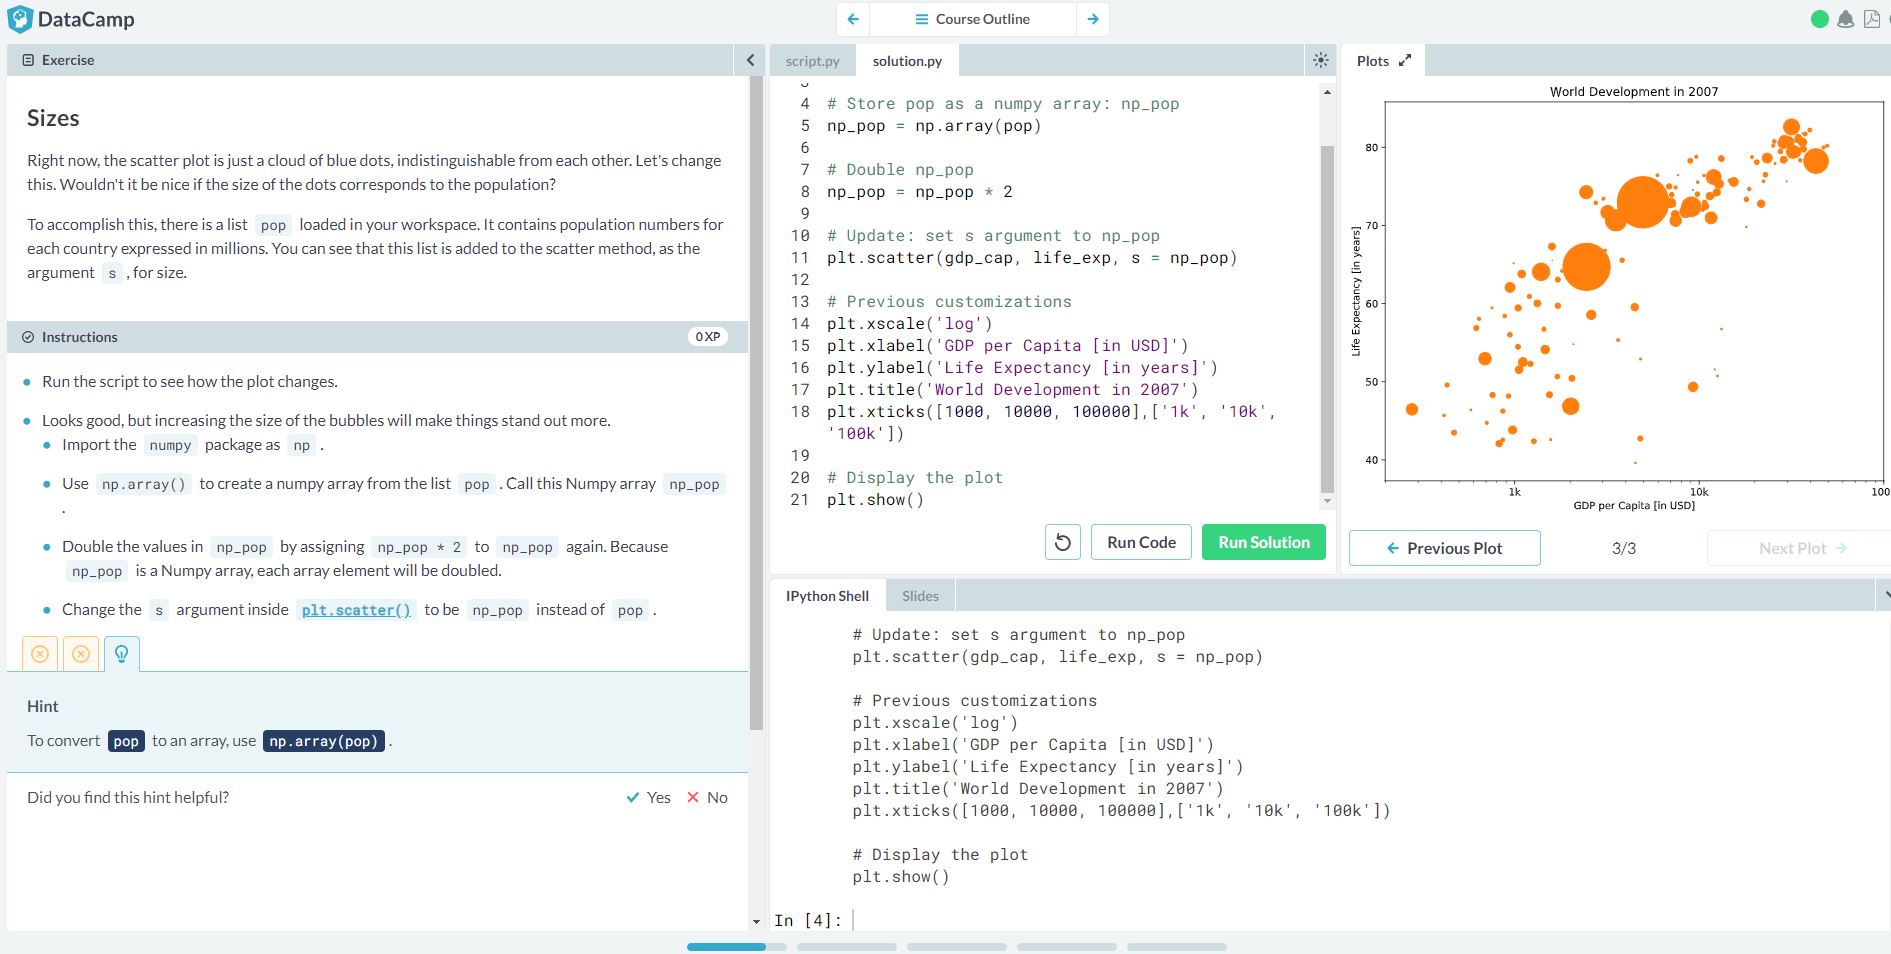 DataCamp
Course Outline
Exercise
Sizes
Right now, the scatter plot is just a cloud of blue dots, indistinguishable from each other. Let's change
this. Wouldn't it be nice if the size of the dots corresponds to the population?
To accomplish this, there is a list pop loaded in your workspace. It contains population numbers for
each country expressed in millions. You can see that this list is added to the scatter method, as the
argument s , for size.
Instructions
0 XP
Run the script to see how the plot changes.
Looks good, but increasing the size of the bubbles will make things stand out more.
Import the numpy package as np .
Use np.array() to create a numpy array from the list pop . Call this Numpy array np_pop
.
Double the values in np_pop by assigning np_pop * 2 to np_pop again. Because
np_pop is a Numpy array, each array element will be doubled.
Change the s argument inside plt.scatter() to be np_pop instead of pop .
Hint
To convert pop to an array, use np.array(pop) .
Did you find this hint helpful?
Yes
No
script.py
solution.py
4 # Store pop as a numpy array: np_pop
5 np_pop = np.array(pop)
6
7 # Double np_pop
8 np_pop = np_pop * 2
9
10 # Update: set s argument to np_pop
11 plt.scatter(gdp_cap, life_exp, s = np_pop)
12
13 # Previous customizations
14 plt.xscale('log')
15 plt.xlabel('GDP per Capita [in USD]')
16 plt.ylabel('Life Expectancy [in years]')
17 plt.title('World Development in 2007')
18 plt.xticks([1000, 10000, 100000],['1k', '10k',
'100k'])
19
20 # Display the plot
21 plt.show()
Run Code
Run Solution
Plots
World Development in 2007
Life Expectancy [in years]
80
70
60
50
40
1k
10k
100
GDP per Capita [in USD]
Previous Plot
3/3
Next Plot
IPython Shell
Slides
# Update: set s argument to np_pop
plt.scatter(gdp_cap, life_exp, s = np_pop)
# Previous customizations
plt.xscale('log')
plt.xlabel('GDP per Capita [in USD]')
plt.ylabel('Life Expectancy [in years]')
plt.title('World Development in 2007')
plt.xticks([1000, 10000, 100000],['1k', '10k', '100k'])
# Display the plot
plt.show()
In [4]: